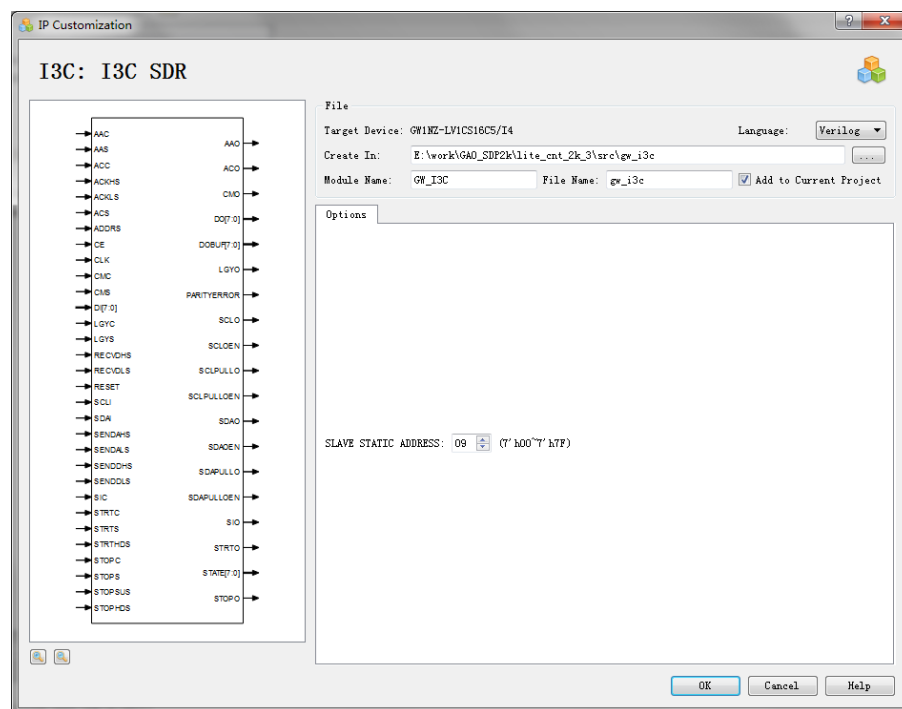 IP Customization
I3C: I3C SDR
AAC
AAS
ACC
ACKHS
ACKLS
ACS
ADDRS
CE
CLK
CMC
CMS
DI[7:0]
LGYC
LGYS
RECVDHS
RECVDLS
RESET
SCLI
SDAI
SENDAHS
SENDALS
SENDDHS
SENDDLS
SIC
STRTC
STRTS
STRTHDS
STOPC
STOPS
STOPSUS
STOPHDS
AAO
ACO
CMO
DO[7:0]
DOBUF[7:0]
LGYO
PARITYERROR
SCLO
SCLOEN
SCLPULLO
SCLPULLOEN
SDAO
SDAOEN
SDAPULLO
SDAPULLOEN
SIO
STRTO
STATE[7:0]
STOPO
File
Target Device: GW1NZ-LV1CS16C5/I4 Language: Verilog
Create In: E:\work\GAO_SDP2k\lite_cnt_2k_3\src\gw_i3c ...
Module Name: GW_I3C File Name: gw_i3c Add to Current Project
Options
SLAVE STATIC ADDRESS: 09 (7'h00~7'h7F)
OK Cancel Help